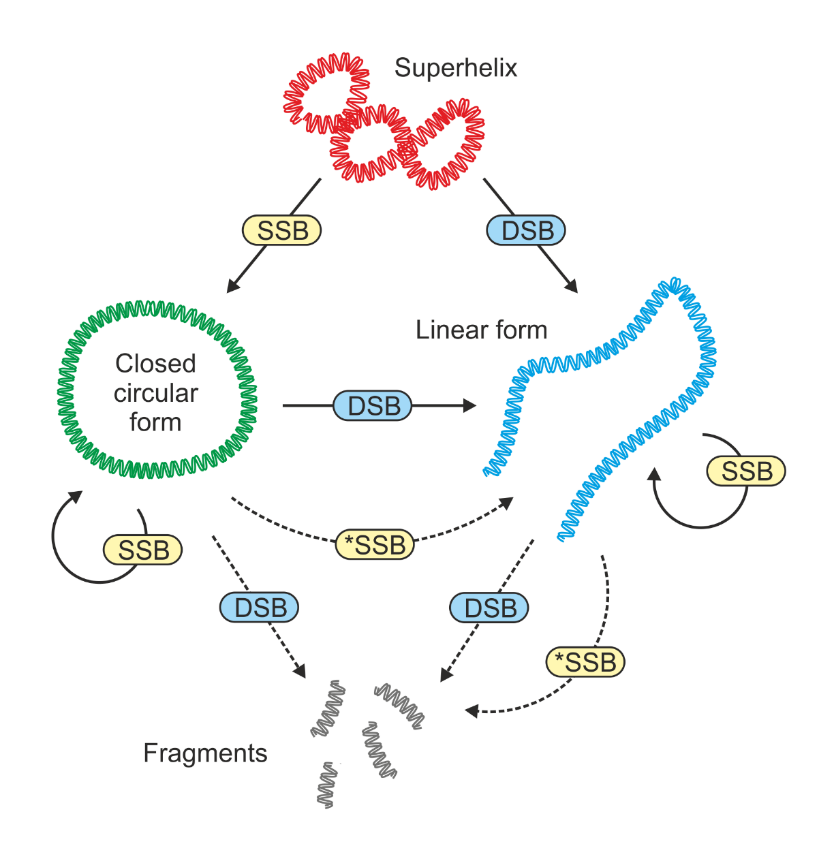 Superhelix
SSB
DSB
Linear form
Closed
circular
form
DSB
SSB
*SSB
SSB
DSB
DSB
*SSB
Fragments